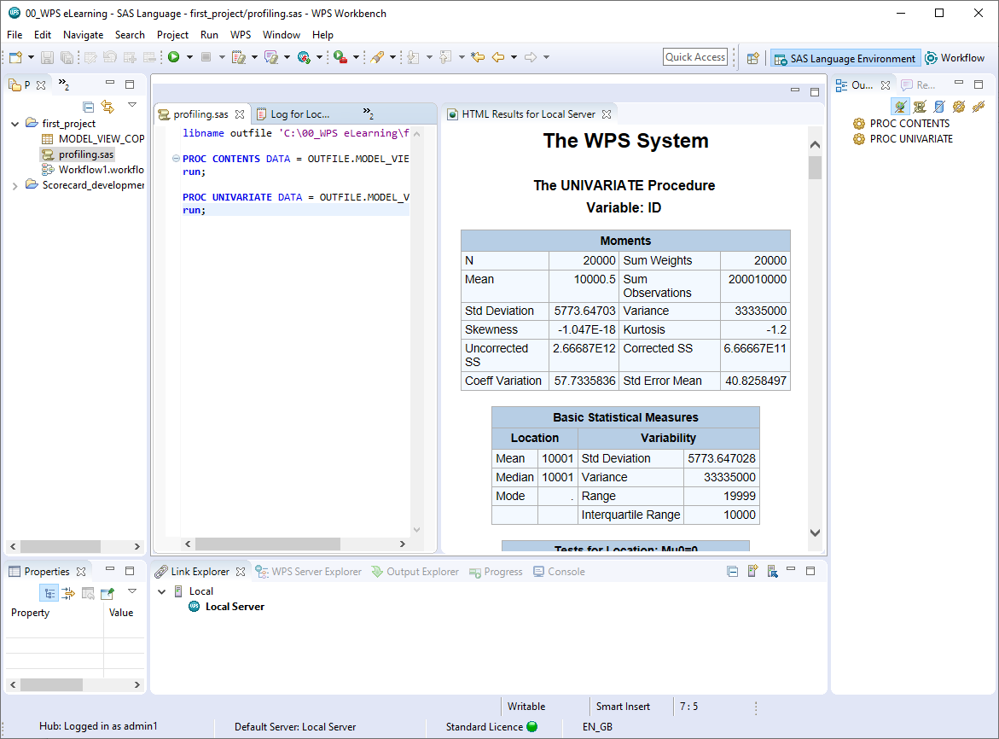 00_WPS eLearning - SAS Language - first_project/profiling.sas - WPS Workbench
File Edit Navigate Search Project Run WPS Window Help
Quick Access
SAS Language Environment
Workflow
P
2
first_project
MODEL_VIEW_COP
profiling.sas
Workflow1.workflo
Scorecard_developmer
profiling.sas
Log for Loc...
2
libname outfile 'C:\00_WPS eLearning\f
PROC CONTENTS DATA = OUTFILE.MODEL_VIE
run;
PROC UNIVARIATE DATA = OUTFILE.MODEL_V
run;
HTML Results for Local Server
The WPS System
The UNIVARIATE Procedure
Variable: ID
Moments
N 20000 Sum Weights 20000
Mean 10000.5 Sum Observations 200010000
Std Deviation 5773.64703 Variance 33335000
Skewness -1.047E-18 Kurtosis -1.2
Uncorrected SS 2.66687E12 Corrected SS 6.66667E11
Coeff Variation 57.7335836 Std Error Mean 40.8258497
Basic Statistical Measures
Location Variability
Mean 10001 Std Deviation 5773.647028
Median 10001 Variance 33335000
Mode . Range 19999
Interquartile Range 10000
Tests for Location: Mu0=0
Ou...
Re...
PROC CONTENTS
PROC UNIVARIATE
Properties
Property Value
Link Explorer
WPS Server Explorer
Output Explorer
Progress
Console
Local
Local Server
Writable
Smart Insert
7 : 5
Hub: Logged in as admin1
Default Server: Local Server
Standard Licence
EN_GB